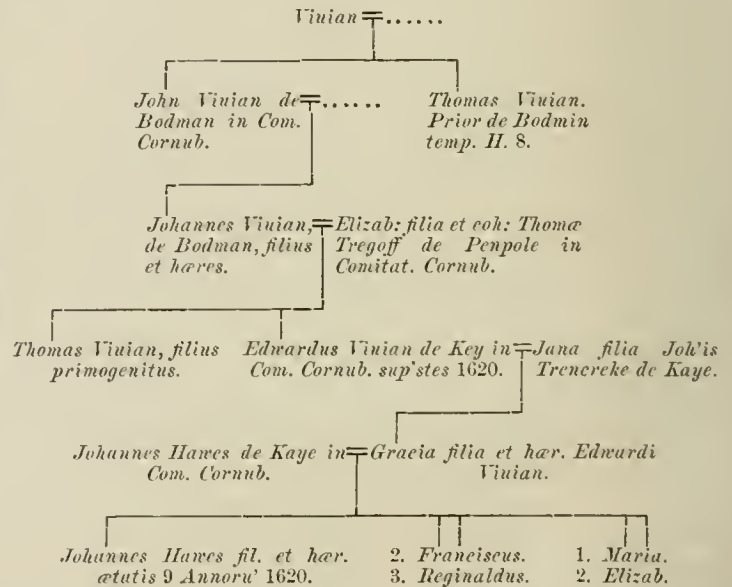 Viuian =......
John Viuian de =......
Bodman in Com.
Cornub.
Thomas Viuian.
Prior de Bodmin
temp. H. 8.
Johannes Viuian, =
de Bodman, filius
et hæres.
Elizab: filia et coh: Thomæ
Tregoff de Penpole in
Comitat. Cornub.
Thomas Viuian, filius
primogenitus.
Edwardus Viuian de Key in =
Com. Cornub. sup'stes 1620.
Jana filia Joh'is
Trencreke de Kaye.
Johannes Hawes de Kaye in =
Com. Cornub.
Gracia filia et hær. Edwardi
Viuian.
Johannes Hawes fil. et hær.
ætatis 9 Annoru' 1620.
2. Franciscus.
3. Reginaldus.
1. Maria.
2. Elizab.